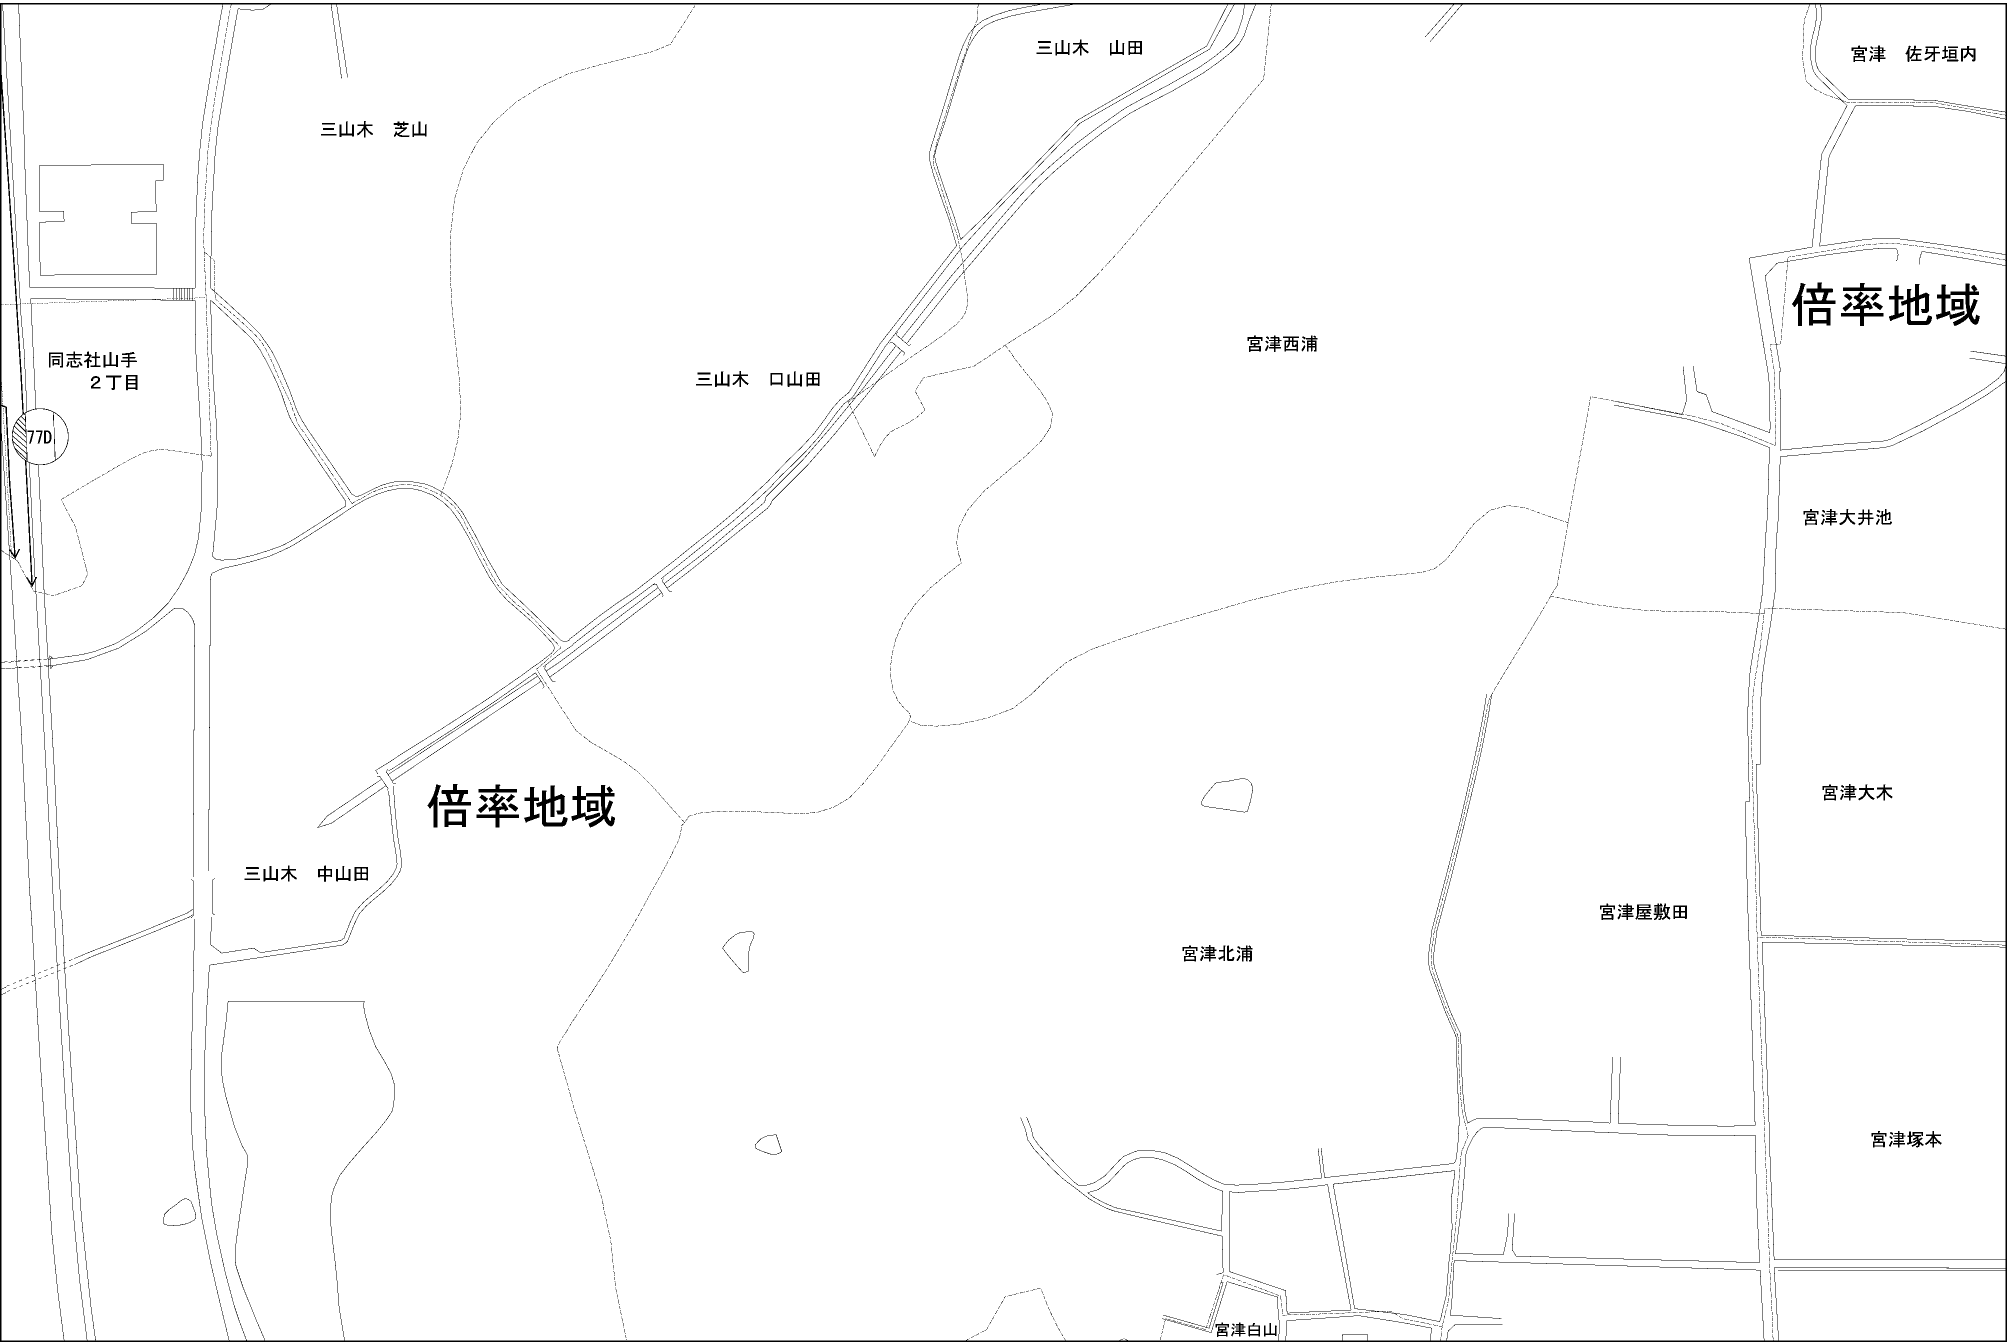 三山木　山田
宮津　佐牙垣内
三山木　芝山
倍率地域
宮津西浦
同志社山手
２丁目
三山木　口山田
77D
宮津大井池
宮津大木
倍率地域
三山木　中山田
宮津屋敷田
宮津北浦
宮津塚本
宮津白山